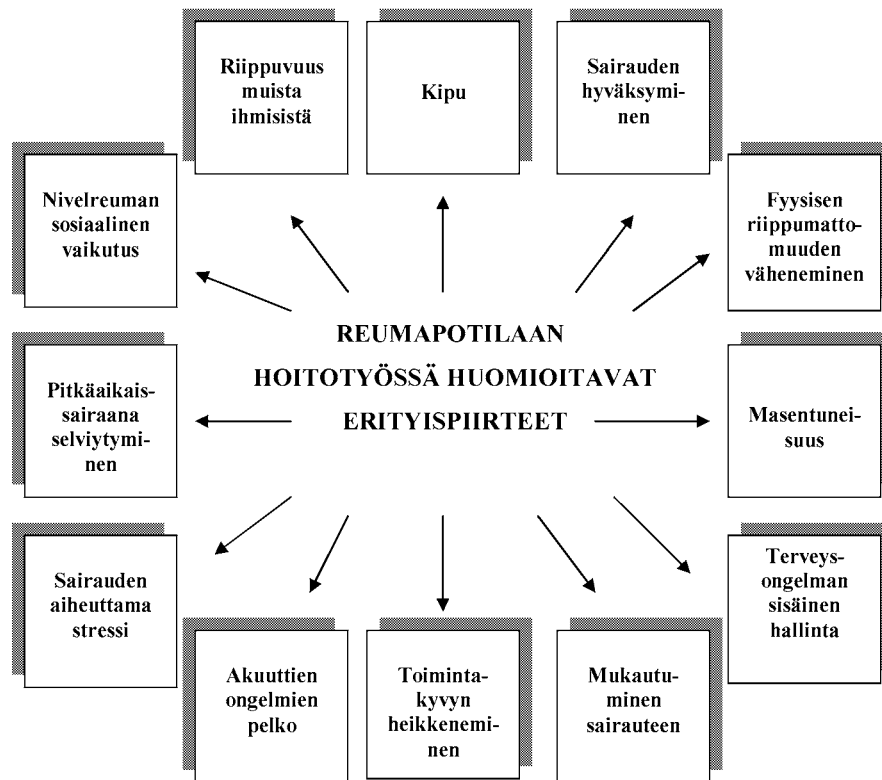 Riippuvuus
muista
ihmisistä
Kipu
Sairauden
hyväksymi-
nen
Nivelreuman
sosiaalinen
vaikutus
Fyysisen
riippumatto-
muuden
väheneminen
REUMAPOTILAAN
HOITOTYÖSSÄ HUOMIOITAVAT
ERITYISPIIRTEET
Pitkäaikais-
sairaana
selviytymi-
nen
Masentunei-
suus
Sairauden
aiheuttama
stressi
Terveys-
ongelman
sisäinen
hallinta
Akuuttien
ongelmien
pelko
Toiminta-
kyvyn
heikkenemi-
nen
Mukautu-
minen
sairauteen